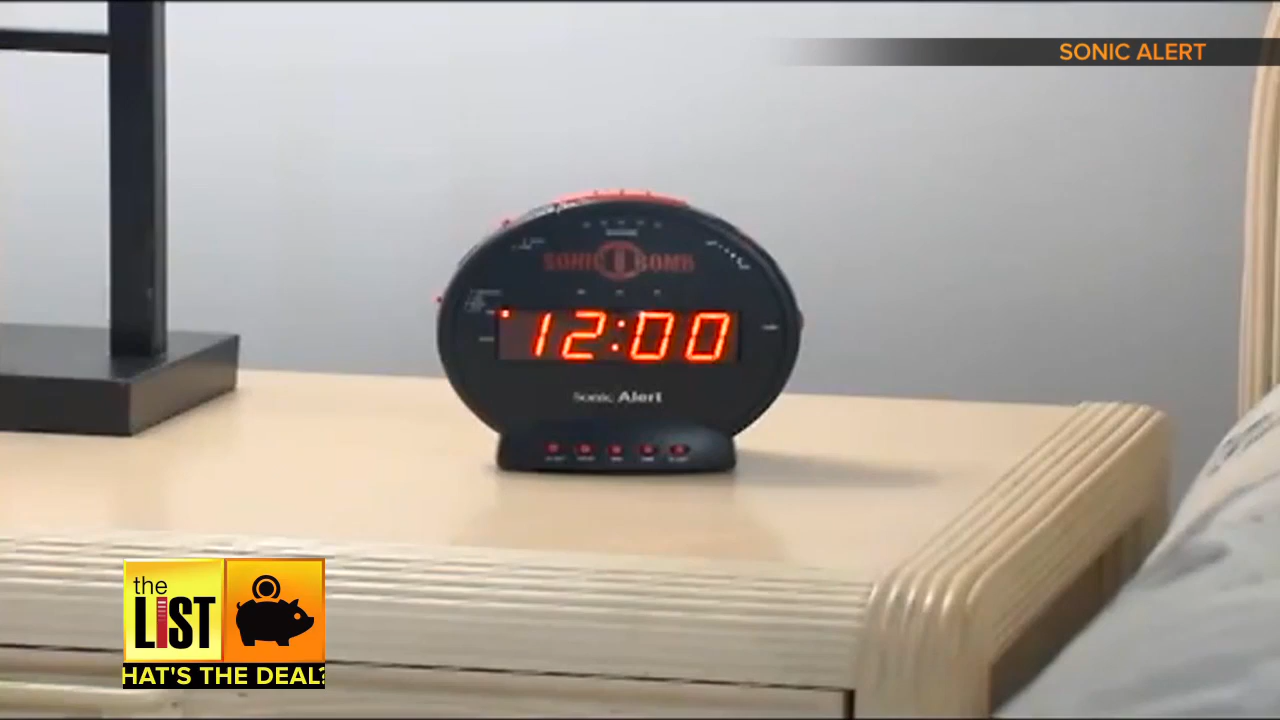 SONIC ALERT
SONIC BOMB
12:00
Sonic Alert
the
LIST
HAT'S THE DEAL?